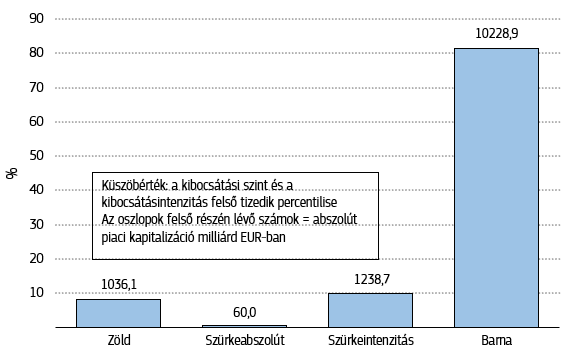 90
80
70
60
50
40
30
20
10
%
10228,9
Küszöbérték: a kibocsátási szint és a
kibocsátásintenzitás felső tizedik percentilise
Az oszlopok felső részén lévő számok = abszolút
piaci kapitalizáció milliárd EUR-ban
1036,1
60,0
1238,7
Zöld
Szürkeabszolút
Szürkeintenzitás
Barna